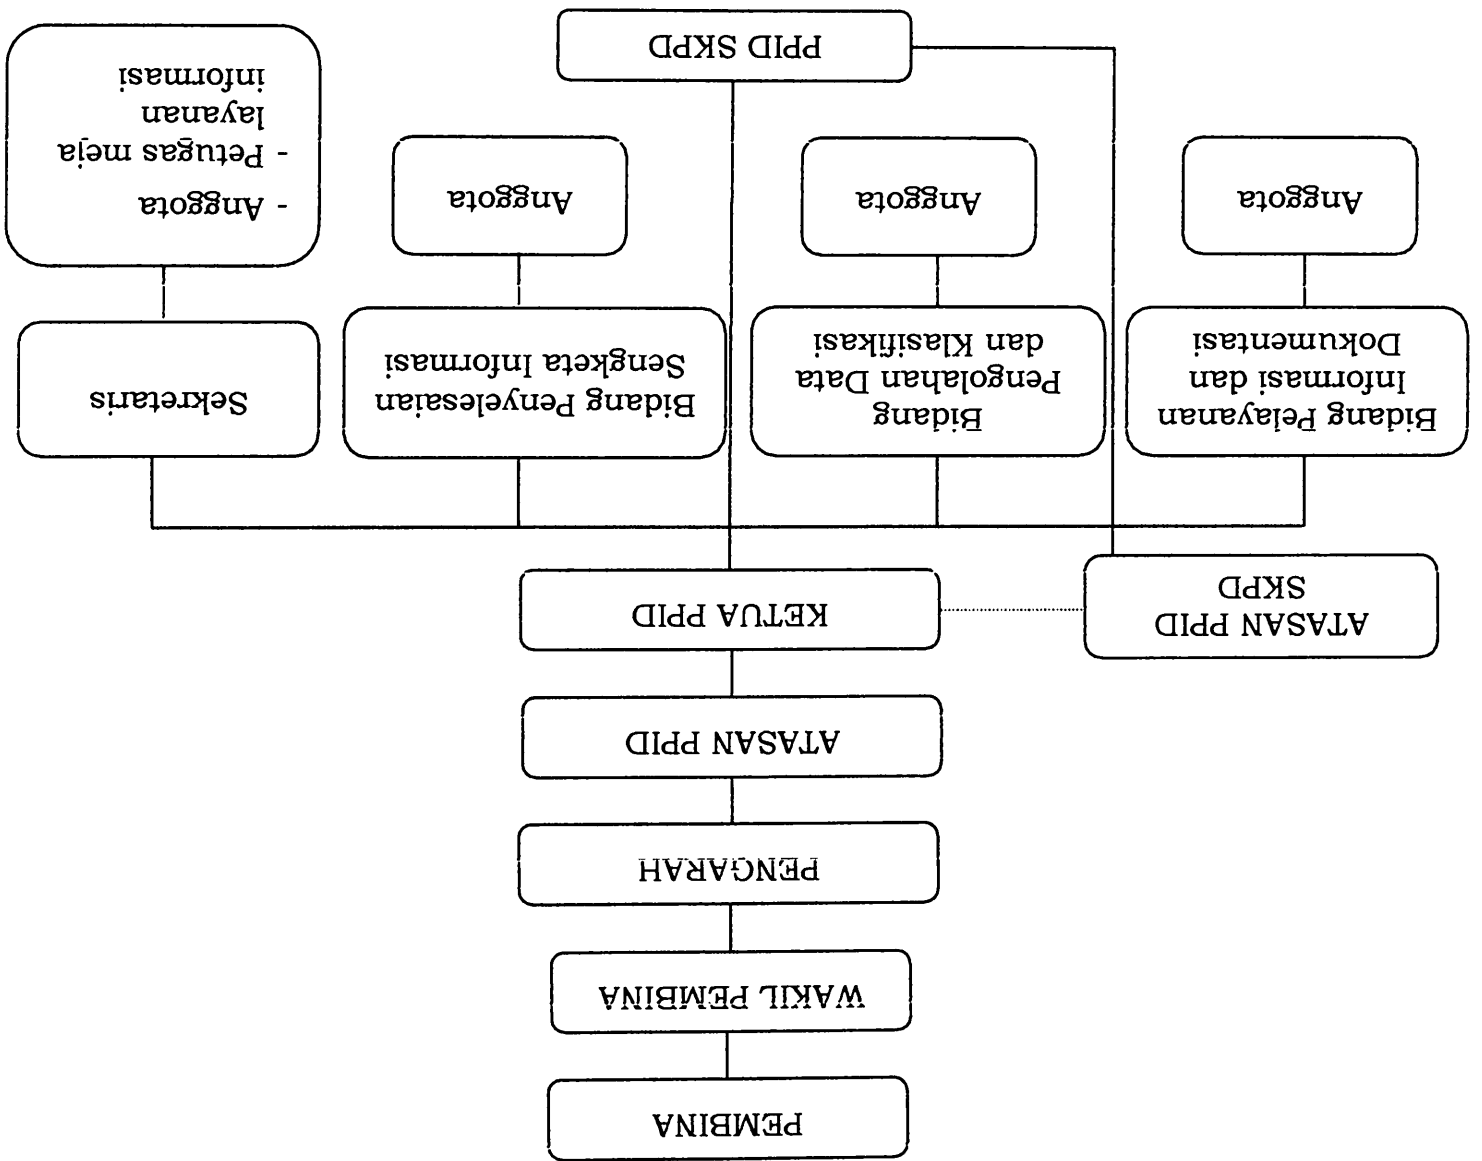 PEMBINA
WAKIL PEMBINA
PENGARAH
ATASAN PPID
ATASAN PPID
SKPD
KETUA PPID
Bidang Pelayanan
Informasi dan
Dokumentasi
Bidang
Pengolahan Data
dan Klasifikasi
Bidang Penyelesaian
Sengketa Informasi
Sekretaris
Anggota
Anggota
Anggota
- Anggota
- Petugas meja
layanan
informasi
PPID SKPD